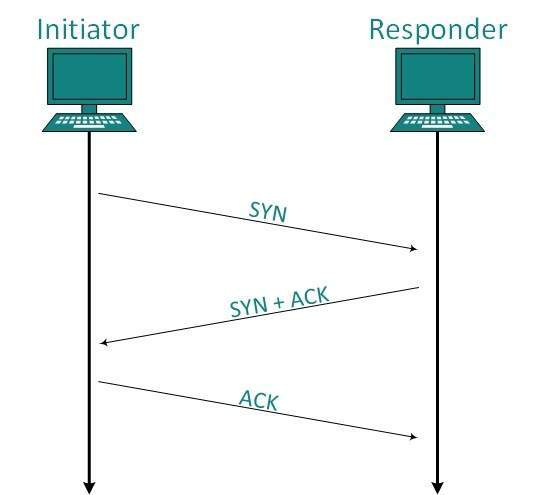 Initiator
Responder
SYN
SYN + ACK
ACK